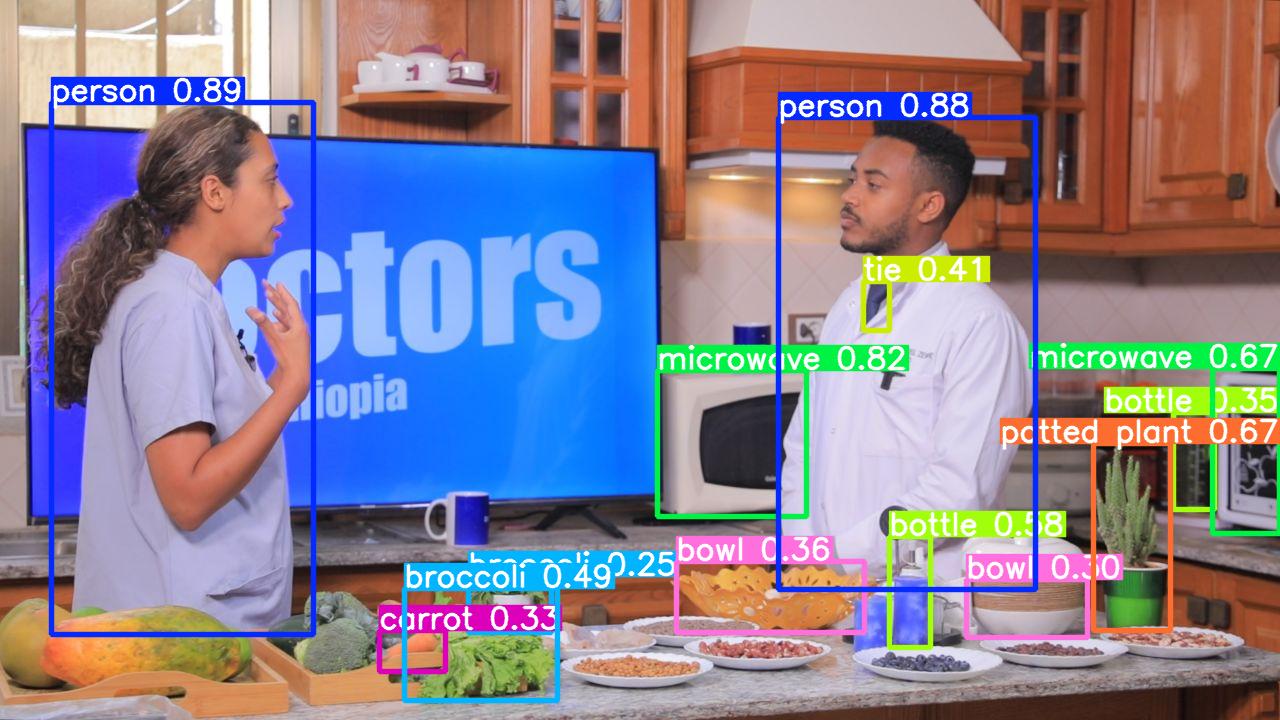 person 0.89
person 0.88
octors
hiopia
tie 0.41
microwave 0.82
microwave 0.67
bottle 0.35
potted plant 0.67
bottle 0.58
bowl 0.36
bowl 0.30
broccoli 0.25
broccoli 0.49
carrot 0.33